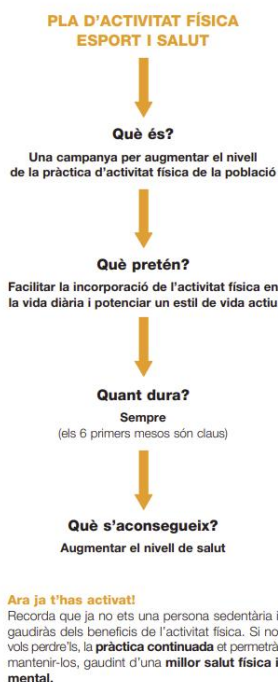 PLA D'ACTIVITAT FÍSICA
ESPORT I SALUT
Què és?
Una campanya per augmentar el nivell
de la pràctica d'activitat física de la població
Què pretén?
Facilitar la incorporació de l'activitat física en
la vida diària i potenciar un estil de vida actiu
Quant dura?
Sempre
(els 6 primers mesos són claus)
Què s'aconsegueix?
Augmentar el nivell de salut
Ara ja t'has activat!
Recorda que ja no ets una persona sedentària i
gaudiràs dels beneficis de l'activitat física. Si no
vols perdre'ls, la pràctica continuada et permetrà
mantenir-los, gaudint d'una millor salut física i
mental.